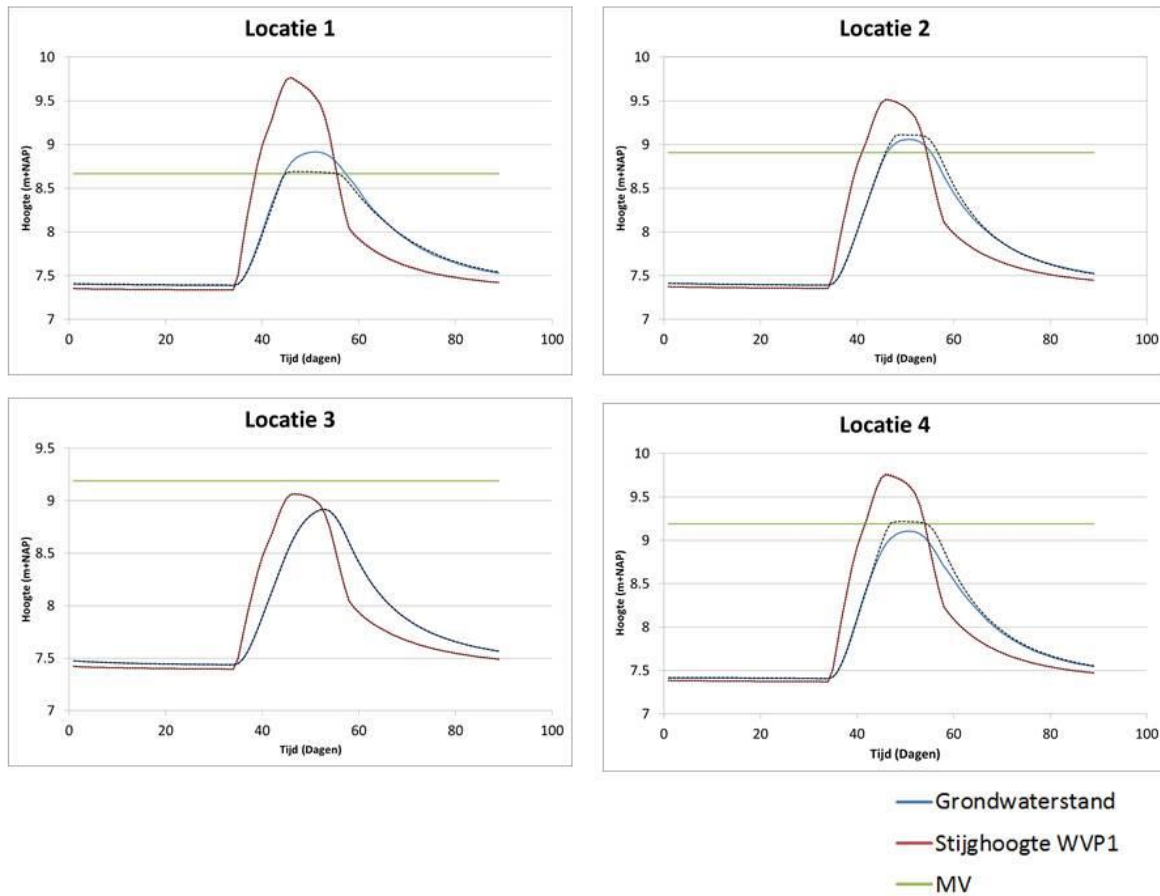 Locatie 1
Hoogte (m+NAP)
10
9.5
9
8.5
8
7.5
7
0 20 40 60 80 100
Tijd (dagen)
Locatie 2
Hoogte (m+NAP)
10
9.5
9
8.5
8
7.5
7
0 20 40 60 80 100
Tijd (Dagen)
Locatie 3
Hoogte (m+NAP)
9.5
9
8.5
8
7.5
7
0 20 40 60 80 100
Tijd (Dagen)
Locatie 4
Hoogte (m+NAP)
10
9.5
9
8.5
8
7.5
7
0 20 40 60 80 100
Tijd (Dagen)
Grondwaterstand
Stijghoogte WVP1
MV